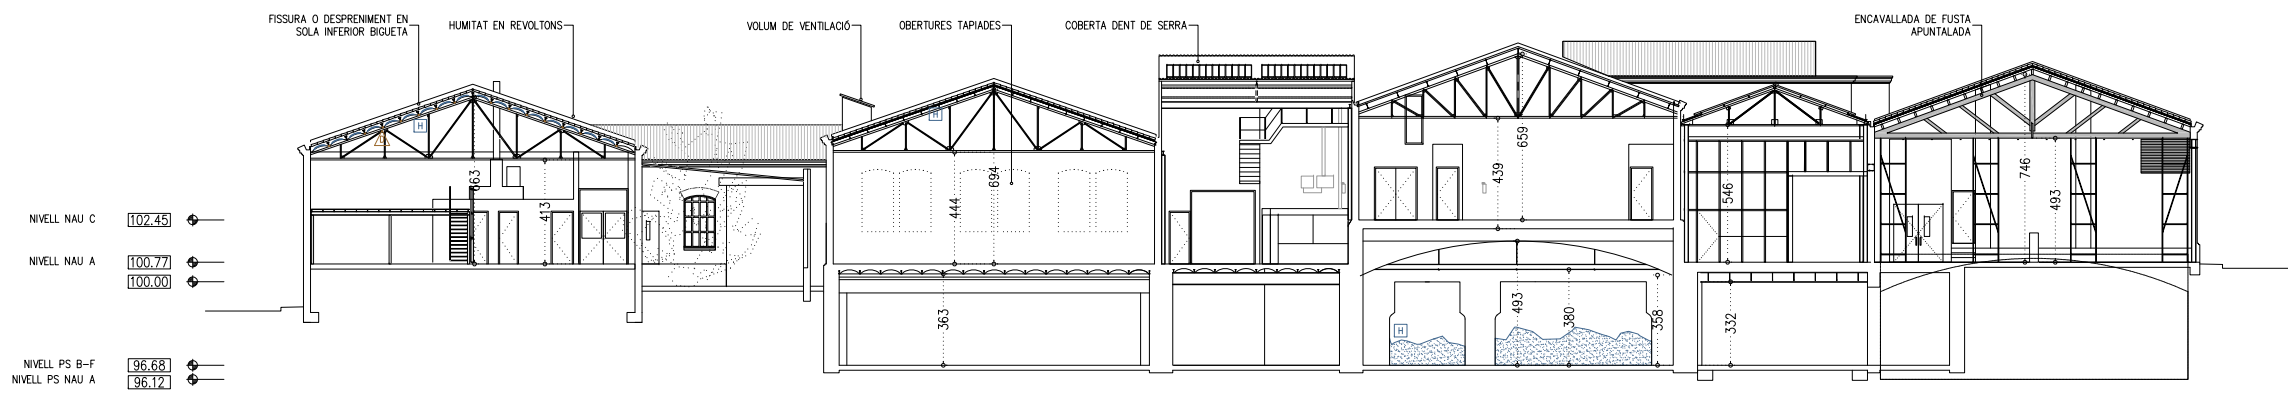 FISSURA O DESPRENIMENT EN
SOLA INFERIOR BIGUETA
HUMITAT EN REVOLTONS
VOLUM DE VENTILACIÓ
OBERTURES TAPIADES
COBERTA DENT DE SERRA
ENCAVALLADA DE FUSTA
APUNTALADA
H
H
663
413
444
694
439
659
546
746
493
NIVELL NAU C 102.45
NIVELL NAU A 100.77
100.00
363
H
493
380
358
332
NIVELL PS B-F 96.68
NIVELL PS NAU A 96.12